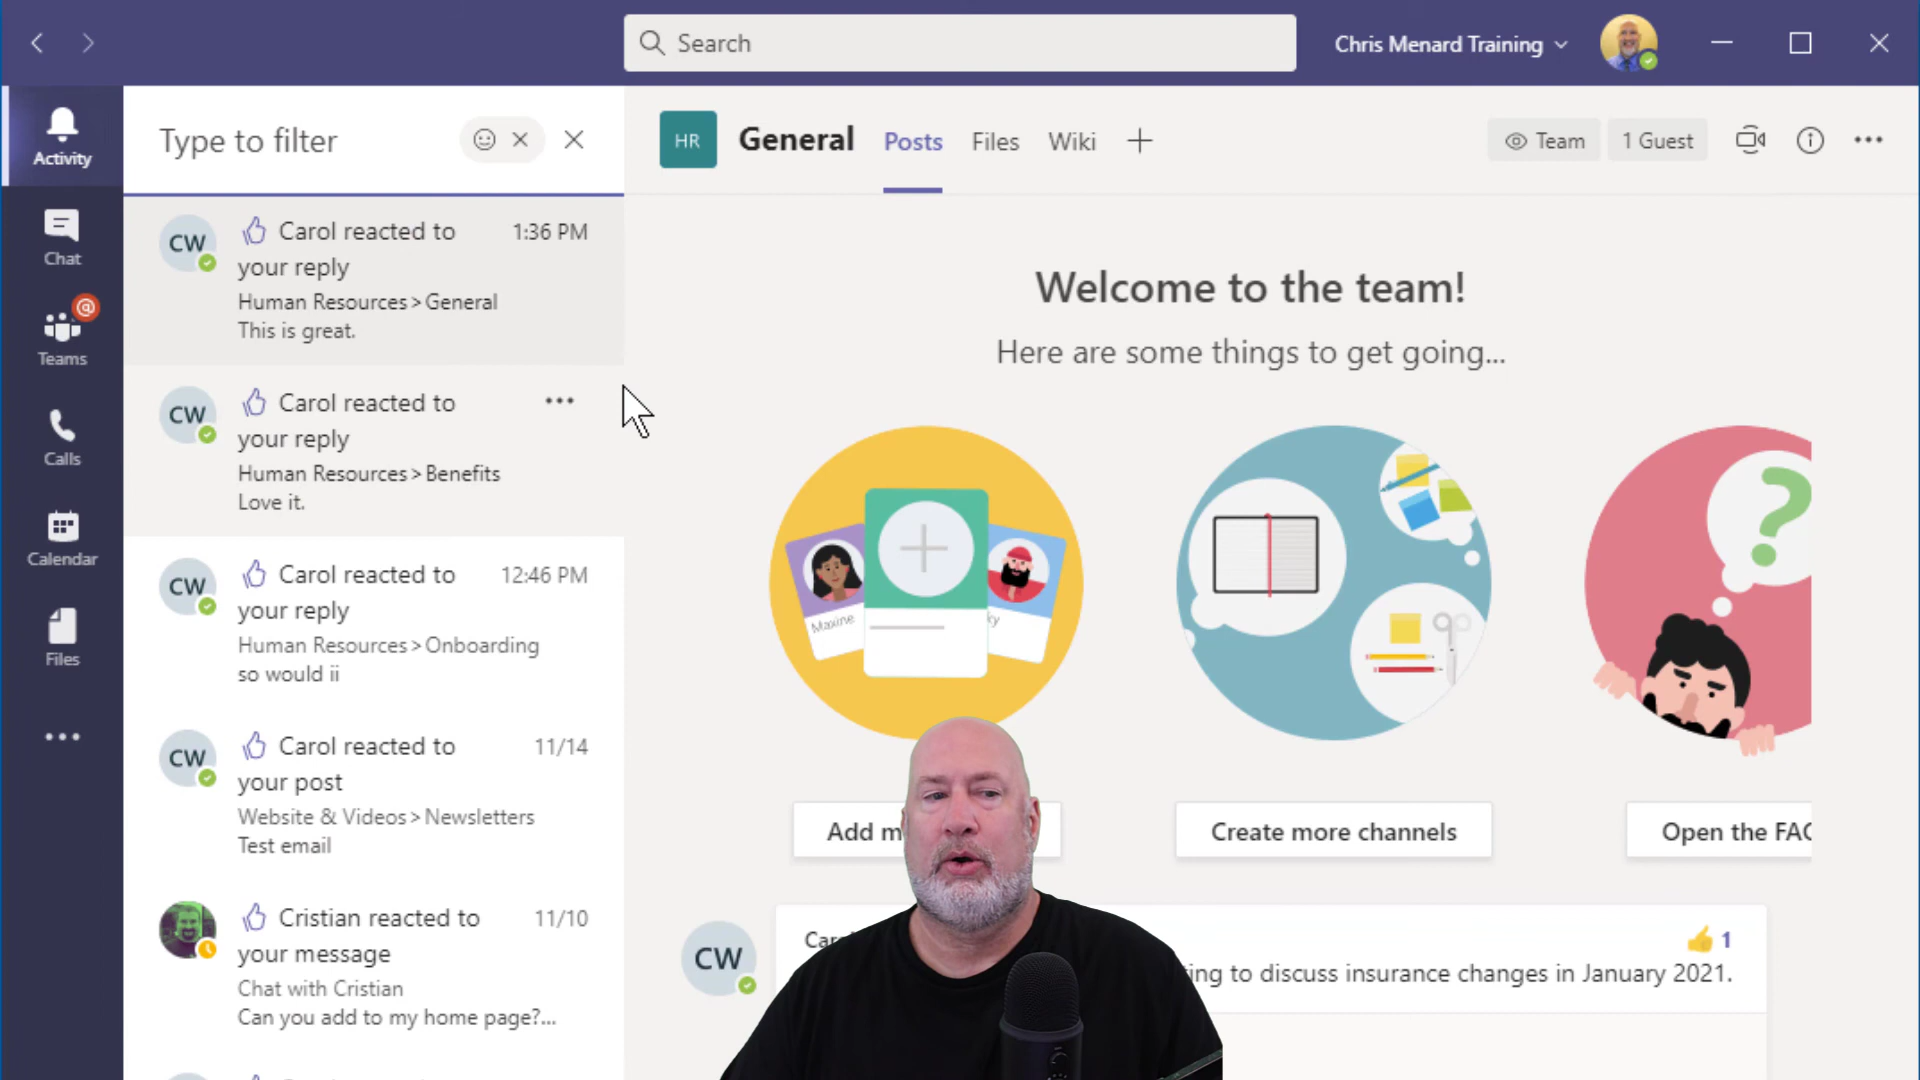 Search
Chris Menard Training
Activity
Chat
@
Teams
Calls
Calendar
Files
Type to filter
CW
Carol reacted to
1:36 PM
your reply
Human Resources > General
This is great.
CW
Carol reacted to
your reply
Human Resources > Benefits
Love it.
CW
Carol reacted to
12:46 PM
your reply
Human Resources > Onboarding
so would ii
CW
Carol reacted to
11/14
your post
Website & Videos > Newsletters
Test email
Cristian reacted to
11/10
your message
Chat with Cristian
Can you add to my home page?...
HR
General
Posts
Files
Wiki
Team
1 Guest
Welcome to the team!
Here are some things to get going...
Maxine
?
Add
Create more channels
Open the
CW
1
to discuss insurance changes in January 2021.